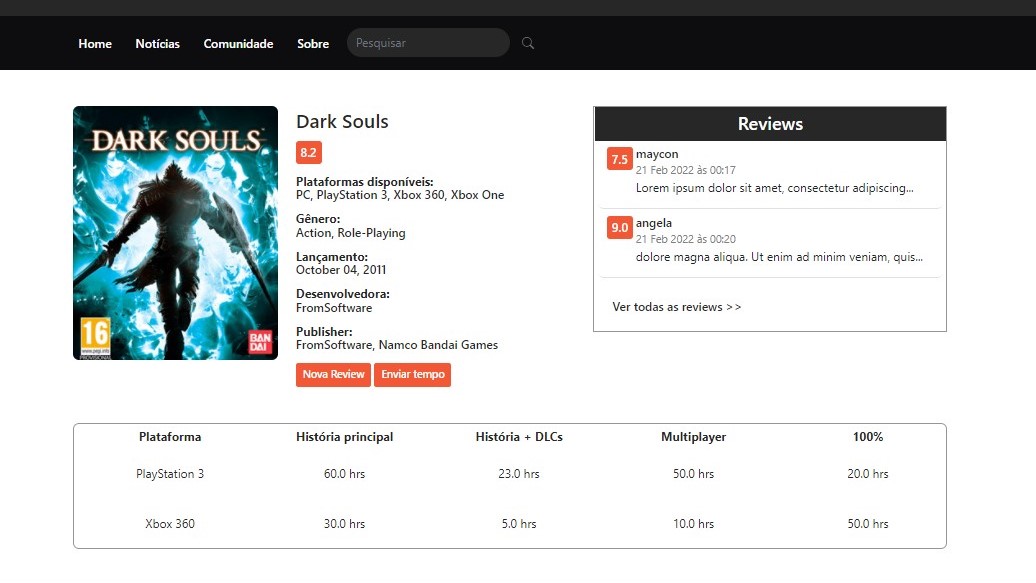 Home Notícias Comunidade Sobre Pesquisar
DARK SOULS
16
www.pegi.info
PROVISIONAL
BAN
DAI
Dark Souls
8.2
Plataformas disponíveis:
PC, PlayStation 3, Xbox 360, Xbox One
Gênero:
Action, Role-Playing
Lançamento:
October 04, 2011
Desenvolvedora:
FromSoftware
Publisher:
FromSoftware, Namco Bandai Games
Nova Review Enviar tempo
Reviews
7.5 maycon
21 Feb 2022 às 00:17
Lorem ipsum dolor sit amet, consectetur adipiscing...
9.0 angela
21 Feb 2022 às 00:20
dolore magna aliqua. Ut enim ad minim veniam, quis...
Ver todas as reviews >>
Plataforma História principal História + DLCs Multiplayer 100%
PlayStation 3 60.0 hrs 23.0 hrs 50.0 hrs 20.0 hrs
Xbox 360 30.0 hrs 5.0 hrs 10.0 hrs 50.0 hrs